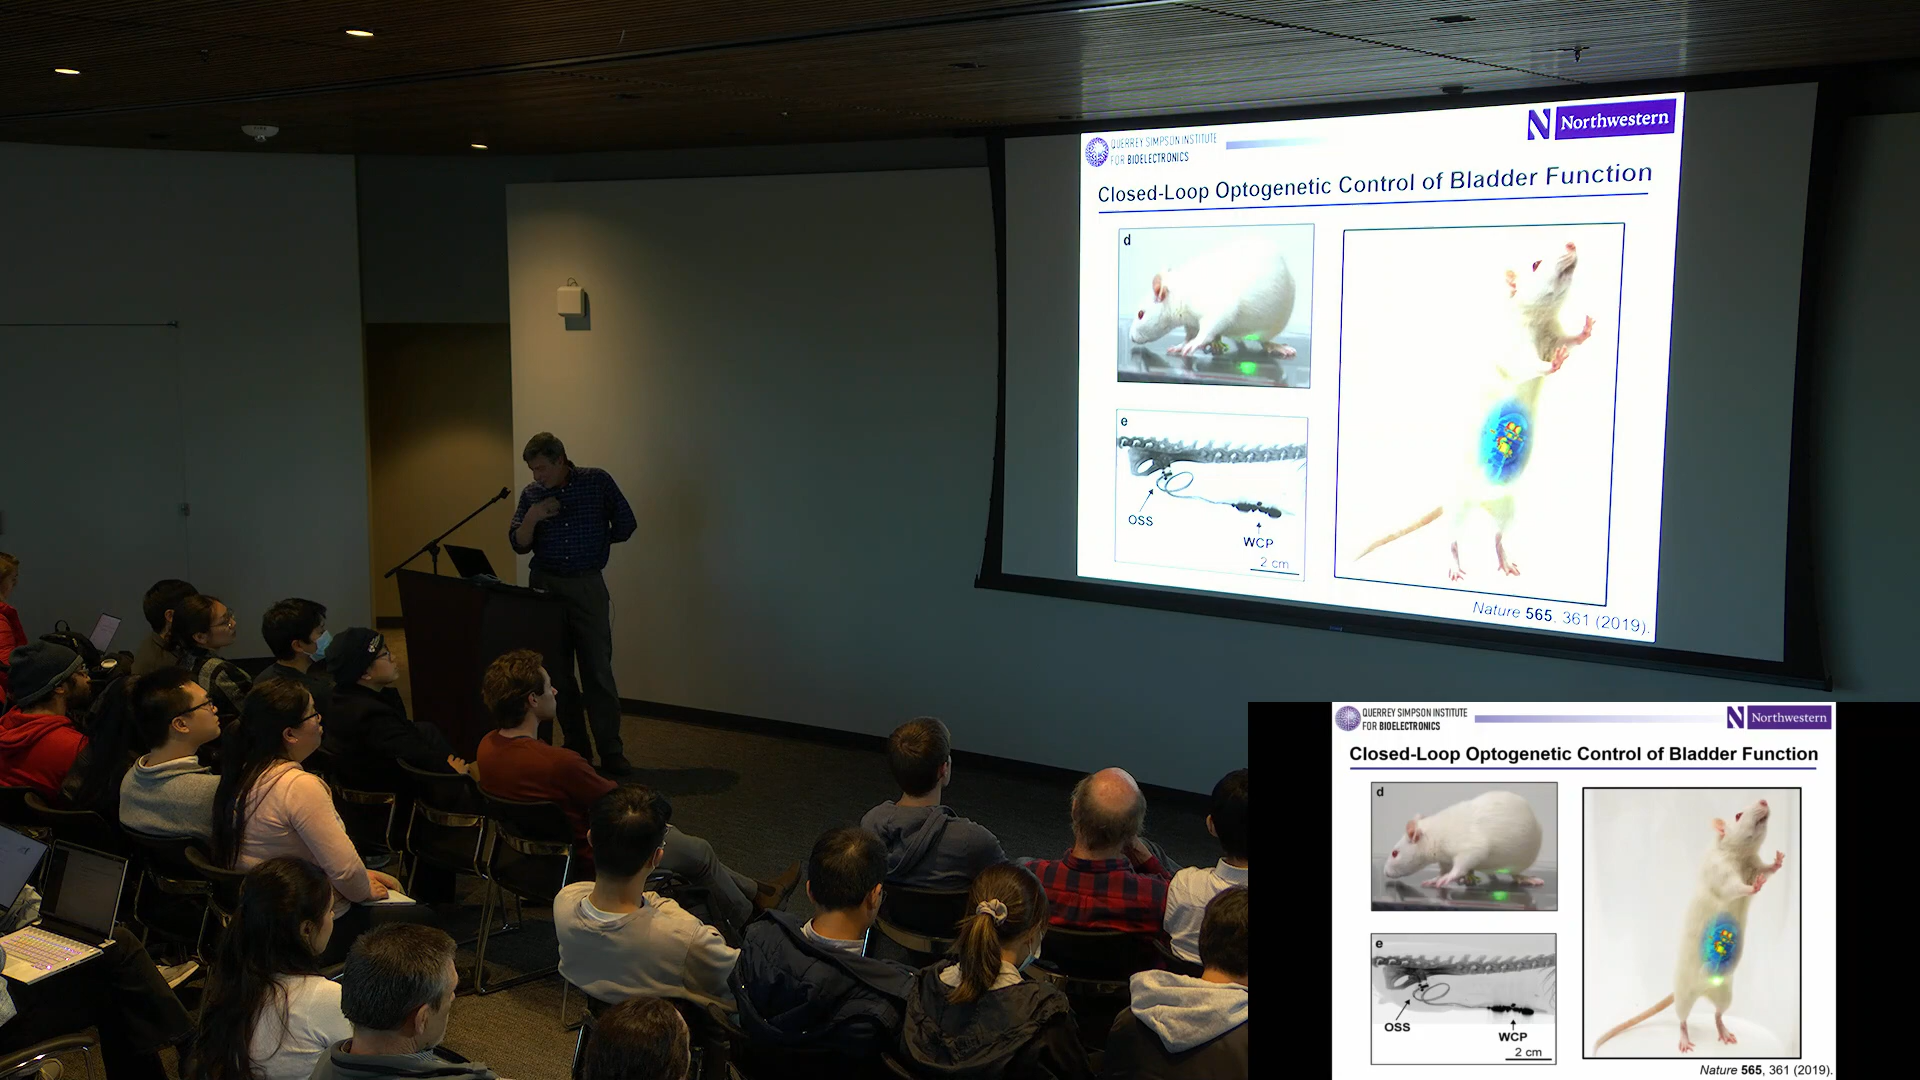 QUERREY SIMPSON INSTITUTE
FOR BIOELECTRONICS
N Northwestern
Closed-Loop Optogenetic Control of Bladder Function
d
e
OSS
WCP
2 cm
Nature 565, 361 (2019).
QUERREY SIMPSON INSTITUTE
FOR BIOELECTRONICS
N Northwestern
Closed-Loop Optogenetic Control of Bladder Function
d
e
OSS
WCP
2 cm
Nature 565, 361 (2019).